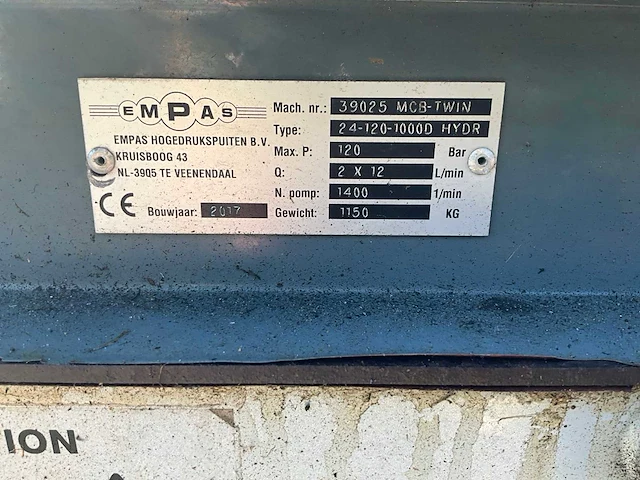 EMPAS
EMPAS HOGEDRUKSPUITEN B.V.
KRUISBOOG 43
NL-3905 TE VEENENDAAL
CE Bouwjaar: 2017
Mach. nr.: 39025 MCB-TWIN
Type: 24-120-1000D HYDR
Max. P: 120 Bar
Q: 2 X 12 L/min
N. pomp: 1400 1/min
Gewicht: 1150 KG
ION